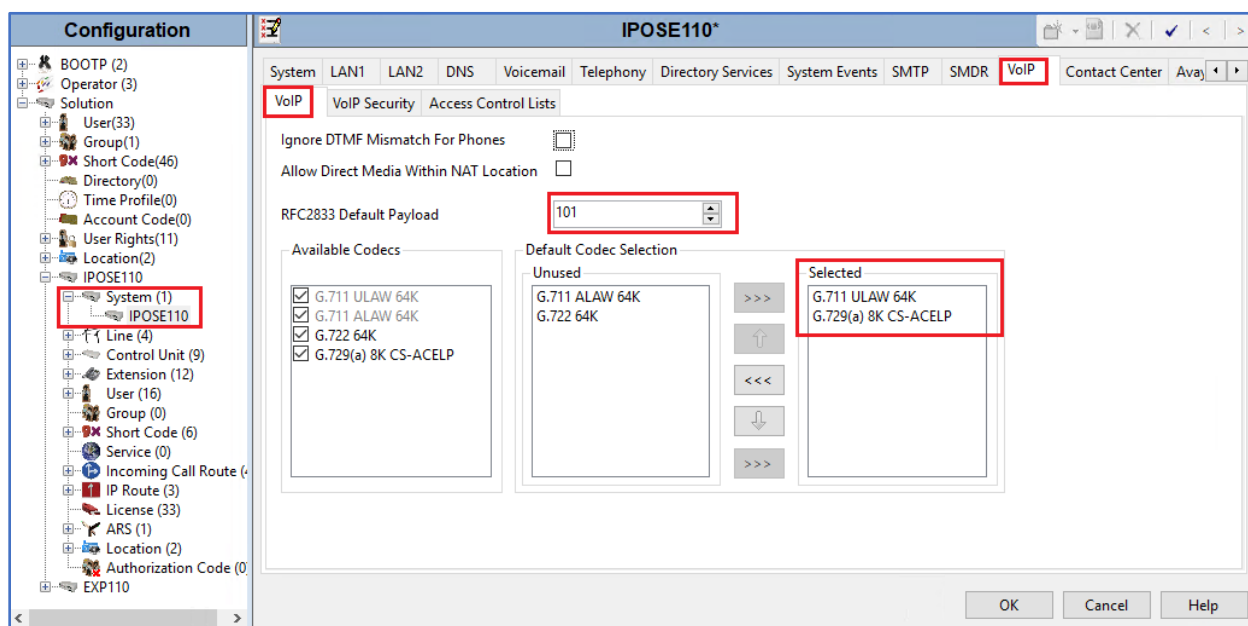 Configuration
BOOTP (2)
Operator (3)
Solution
User(33)
Group(1)
Short Code(46)
Directory(0)
Time Profile(0)
Account Code(0)
User Rights(11)
Location(2)
IPOSE110
System (1)
IPOSE110
Line (4)
Control Unit (9)
Extension (12)
User (16)
Group (0)
Short Code (6)
Service (0)
Incoming Call Route (
IP Route (3)
License (33)
ARS (1)
Location (2)
Authorization Code (0
EXP110
IPOSE110*
System LAN1 LAN2 DNS Voicemail Telephony Directory Services System Events SMTP SMDR VoIP Contact Center Avay
VoIP VoIP Security Access Control Lists
Ignore DTMF Mismatch For Phones
Allow Direct Media Within NAT Location
RFC2833 Default Payload 101
Available Codecs
G.711 ULAW 64K
G.711 ALAW 64K
G.722 64K
G.729(a) 8K CS-ACELP
Default Codec Selection
Unused
G.711 ALAW 64K
G.722 64K
>>>
<<<
>>>
Selected
G.711 ULAW 64K
G.729(a) 8K CS-ACELP
OK Cancel Help